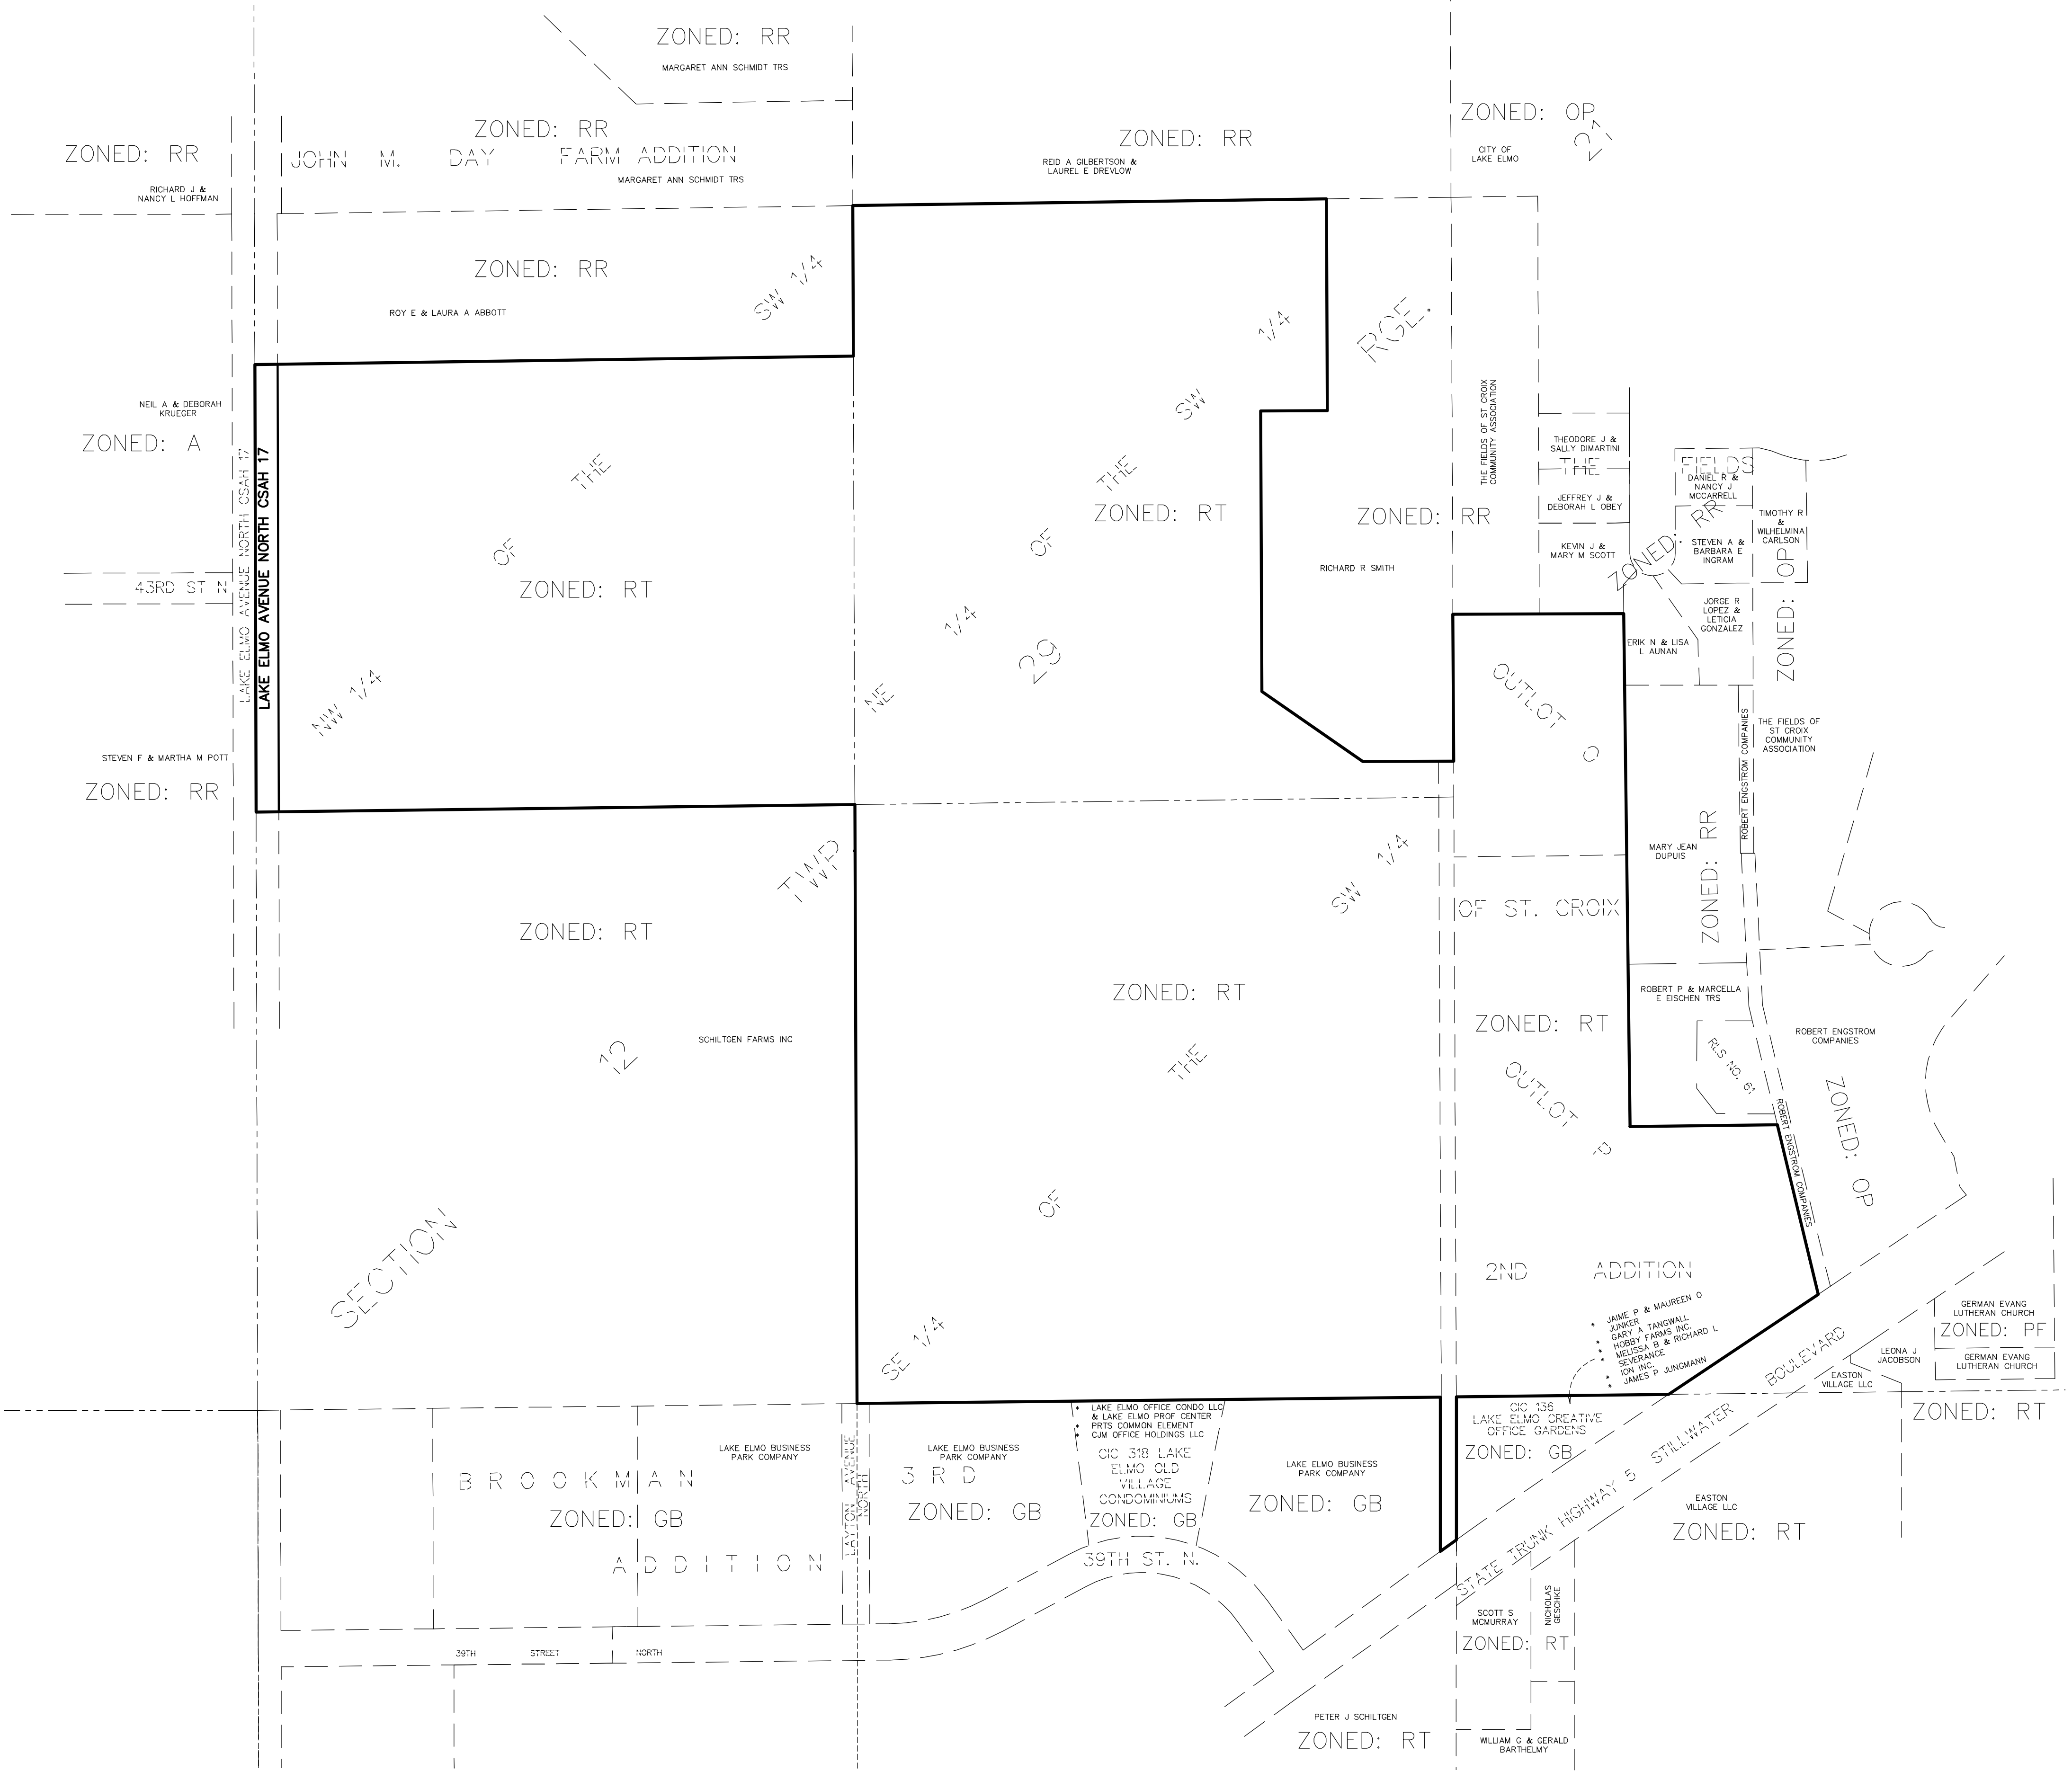 ZONED: RR
MARGARET ANN SCHMIDT TRS
ZONED: OP
21
CITY OF
LAKE ELMO
ZONED: RR
RICHARD J &
NANCY L HOFFMAN
ZONED: RR
JOHN M. DAY FARM ADDITION
MARGARET ANN SCHMIDT TRS
ZONED: RR
REID A GILBERTSON &
LAUREL E DREVLOW
ZONED: RR
ROY E & LAURA A ABBOTT
SW 1/4
NEIL A & DEBORAH
KRUEGER
ZONED: A
LAKE ELMO AVENUE NORTH CSAH 17
LAKE ELMO AVENUE NORTH CSAH 17
43RD ST N
STEVEN F & MARTHA M POTT
ZONED: RR
NW 1/4
OF
THE
ZONED: RT
NE
1/4
OF
THE
SW
1/4
29
RGE.
ZONED: RT
ZONED: RR
RICHARD R SMITH
THE FIELDS OF ST CROIX
COMMUNITY ASSOCIATION
THEODORE J &
SALLY DIMARTINI
THE
FIELDS
JEFFREY J &
DEBORAH L OBEY
KEVIN J &
MARY M SCOTT
DANIEL R &
NANCY J
MCCARRELL
TIMOTHY R
&
WILHELMINA
CARLSON
STEVEN A &
BARBARA E
INGRAM
ZONED: RR
ZONED: OP
JORGE R
LOPEZ &
LETICIA
GONZALEZ
ERIK N & LISA
L AUNAN
OUTLOT O
THE FIELDS OF
ST CROIX
COMMUNITY
ASSOCIATION
ROBERT ENGSTROM COMPANIES
MARY JEAN
DUPUIS
ZONED: RR
OF ST. CROIX
TWP
ZONED: RT
SCHILTGEN FARMS INC
12
SECTION
SE 1/4
OF
THE
SW 1/4
ZONED: RT
ZONED: RT
OUTLOT P
ROBERT P & MARCELLA
E EISCHEN TRS
RLS NO. 61
ROBERT ENGSTROM
COMPANIES
ZONED: OP
ROBERT ENGSTROM COMPANIES
2ND ADDITION
* JAIME P & MAUREEN O
JUNKER
* GARY A TANGWALL
* HOBBY FARMS INC.
* MELISSA B & RICHARD L
SEVERANCE
* ION INC.
* JAMES P JUNGMANN
GERMAN EVANG
LUTHERAN CHURCH
ZONED: PF
GERMAN EVANG
LUTHERAN CHURCH
LEONA J
JACOBSON
EASTON
VILLAGE LLC
ZONED: RT
STATE TRUNK HIGHWAY 5 STILLWATER BOULEVARD
CIC 136
LAKE ELMO CREATIVE
OFFICE GARDENS
ZONED: GB
EASTON
VILLAGE LLC
ZONED: RT
LAKE ELMO BUSINESS
PARK COMPANY
BROOKMAN
ZONED: GB
ADDITION
LAYTON AVENUE
NORTH
LAKE ELMO BUSINESS
PARK COMPANY
3RD
ZONED: GB
* LAKE ELMO OFFICE CONDO LLC
& LAKE ELMO PROF CENTER
* PRTS COMMON ELEMENT
* CJM OFFICE HOLDINGS LLC
CIC 318 LAKE
ELMO OLD
VILLAGE
CONDOMINIUMS
ZONED: GB
39TH ST. N.
LAKE ELMO BUSINESS
PARK COMPANY
ZONED: GB
39TH STREET NORTH
SCOTT S
MCMURRAY
ZONED: RT
NICHOLAS
GESCHKE
PETER J SCHILTGEN
ZONED: RT
WILLIAM G & GERALD
BARTHELMY